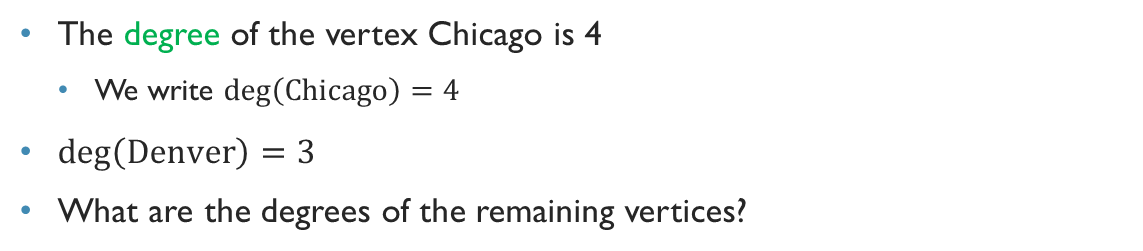 • The degree of the vertex Chicago is 4
• We write deg(Chicago) = 4
• deg(Denver) = 3
• What are the degrees of the remaining vertices?